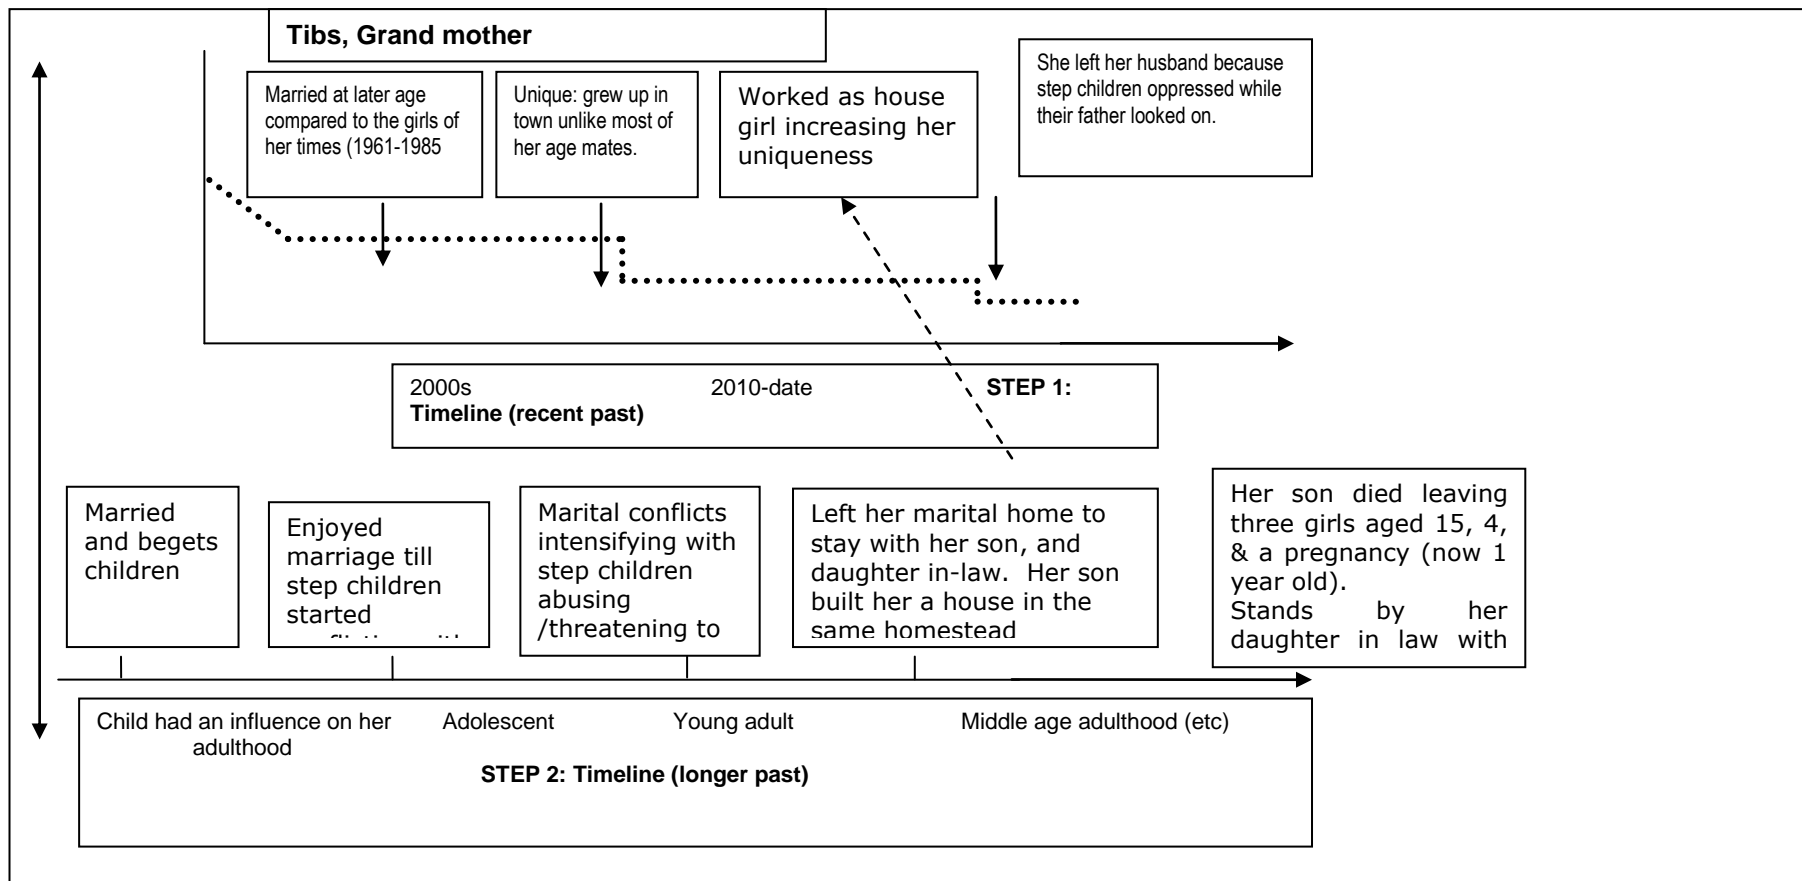 Tibs, Grand mother
Married at later age
compared to the girls of
her times (1961-1985
Unique: grew up in
town unlike most of
her age mates.
Worked as house
girl increasing her
uniqueness
She left her husband because
step children oppressed while
their father looked on.
2000s 2010-date STEP 1:
Timeline (recent past)
Married
and begets
children
Enjoyed
marriage till
step children
started
Marital conflicts
intensifying with
step children
abusing
/threatening to
Left her marital home to
stay with her son, and
daughter in-law. Her son
built her a house in the
same homestead
Her son died leaving
three girls aged 15, 4,
& a pregnancy (now 1
year old).
Stands by her
daughter in law with
Child had an influence on her
adulthood
Adolescent
Young adult
Middle age adulthood (etc)
STEP 2: Timeline (longer past)